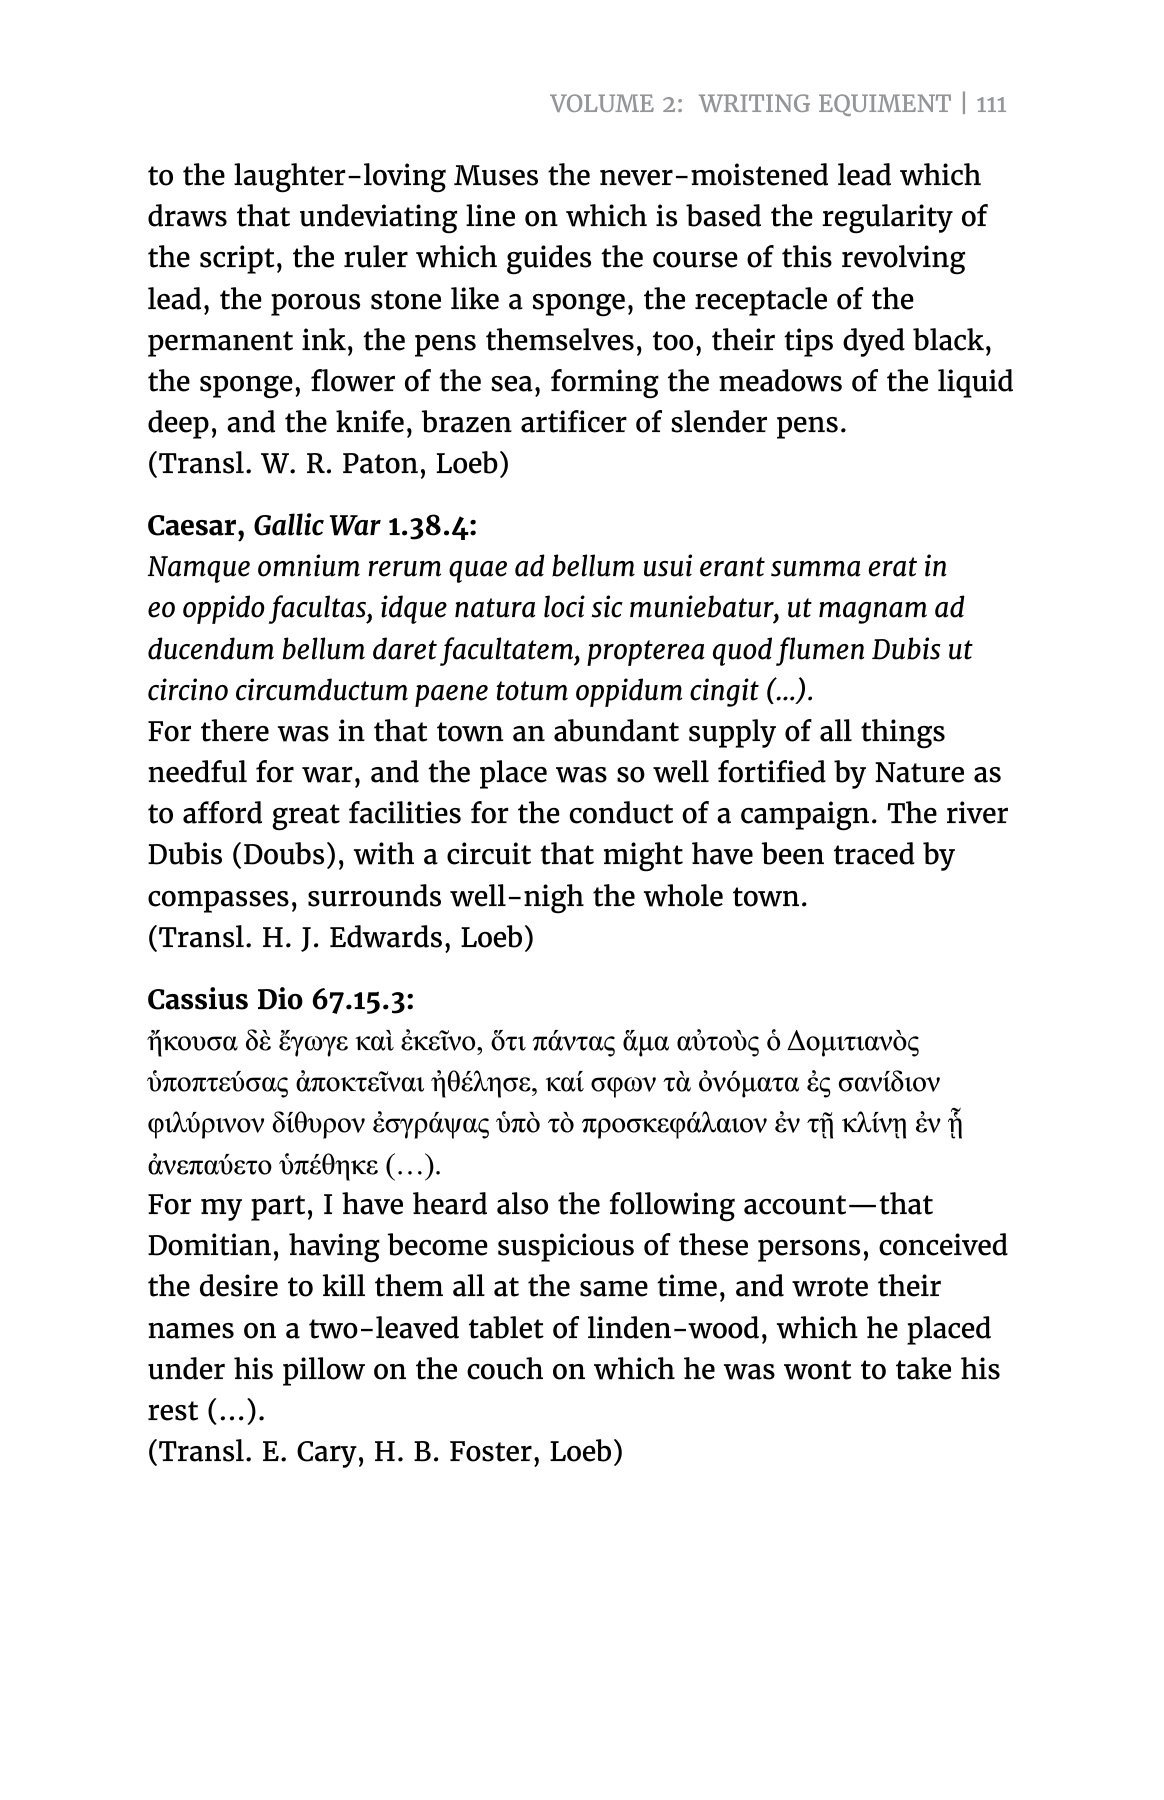 VOLUME 2: WRITING EQUIMENT | 111
to the laughter-loving Muses the never-moistened lead which
draws that undeviating line on which is based the regularity of
the script, the ruler which guides the course of this revolving
lead, the porous stone like a sponge, the receptacle of the
permanent ink, the pens themselves, too, their tips dyed black,
the sponge, flower of the sea, forming the meadows of the liquid
deep, and the knife, brazen artificer of slender pens.
(Transl. W. R. Paton, Loeb)
Caesar, Gallic War 1.38.4:
Namque omnium rerum quae ad bellum usui erant summa erat in
eo oppido facultas, idque natura loci sic muniebatur, ut magnam ad
ducendum bellum daret facultatem, propterea quod flumen Dubis ut
circino circumductum paene totum oppidum cingit (...).
For there was in that town an abundant supply of all things
needful for war, and the place was so well fortified by Nature as
to afford great facilities for the conduct of a campaign. The river
Dubis (Doubs), with a circuit that might have been traced by
compasses, surrounds well-nigh the whole town.
(Transl. H. J. Edwards, Loeb)
Cassius Dio 67.15.3:
ἤκουσα δὲ ἔγωγε καὶ ἐκεῖνο, ὅτι πάντας ἅμα αὐτοὺς ὁ Δομιτιανὸς
ὑποπτεύσας ἀποκτεῖναι ἠθέλησε, καί σφων τὰ ὀνόματα ἐς σανίδιον
φιλύρινον δίθυρον ἐσγράψας ὑπὸ τὸ προσκεφάλαιον ἐν τῇ κλίνῃ ἐν ᾗ
ἀνεπαύετο ὑπέθηκε (…).
For my part, I have heard also the following account—that
Domitian, having become suspicious of these persons, conceived
the desire to kill them all at the same time, and wrote their
names on a two-leaved tablet of linden-wood, which he placed
under his pillow on the couch on which he was wont to take his
rest (...).
(Transl. E. Cary, H. B. Foster, Loeb)